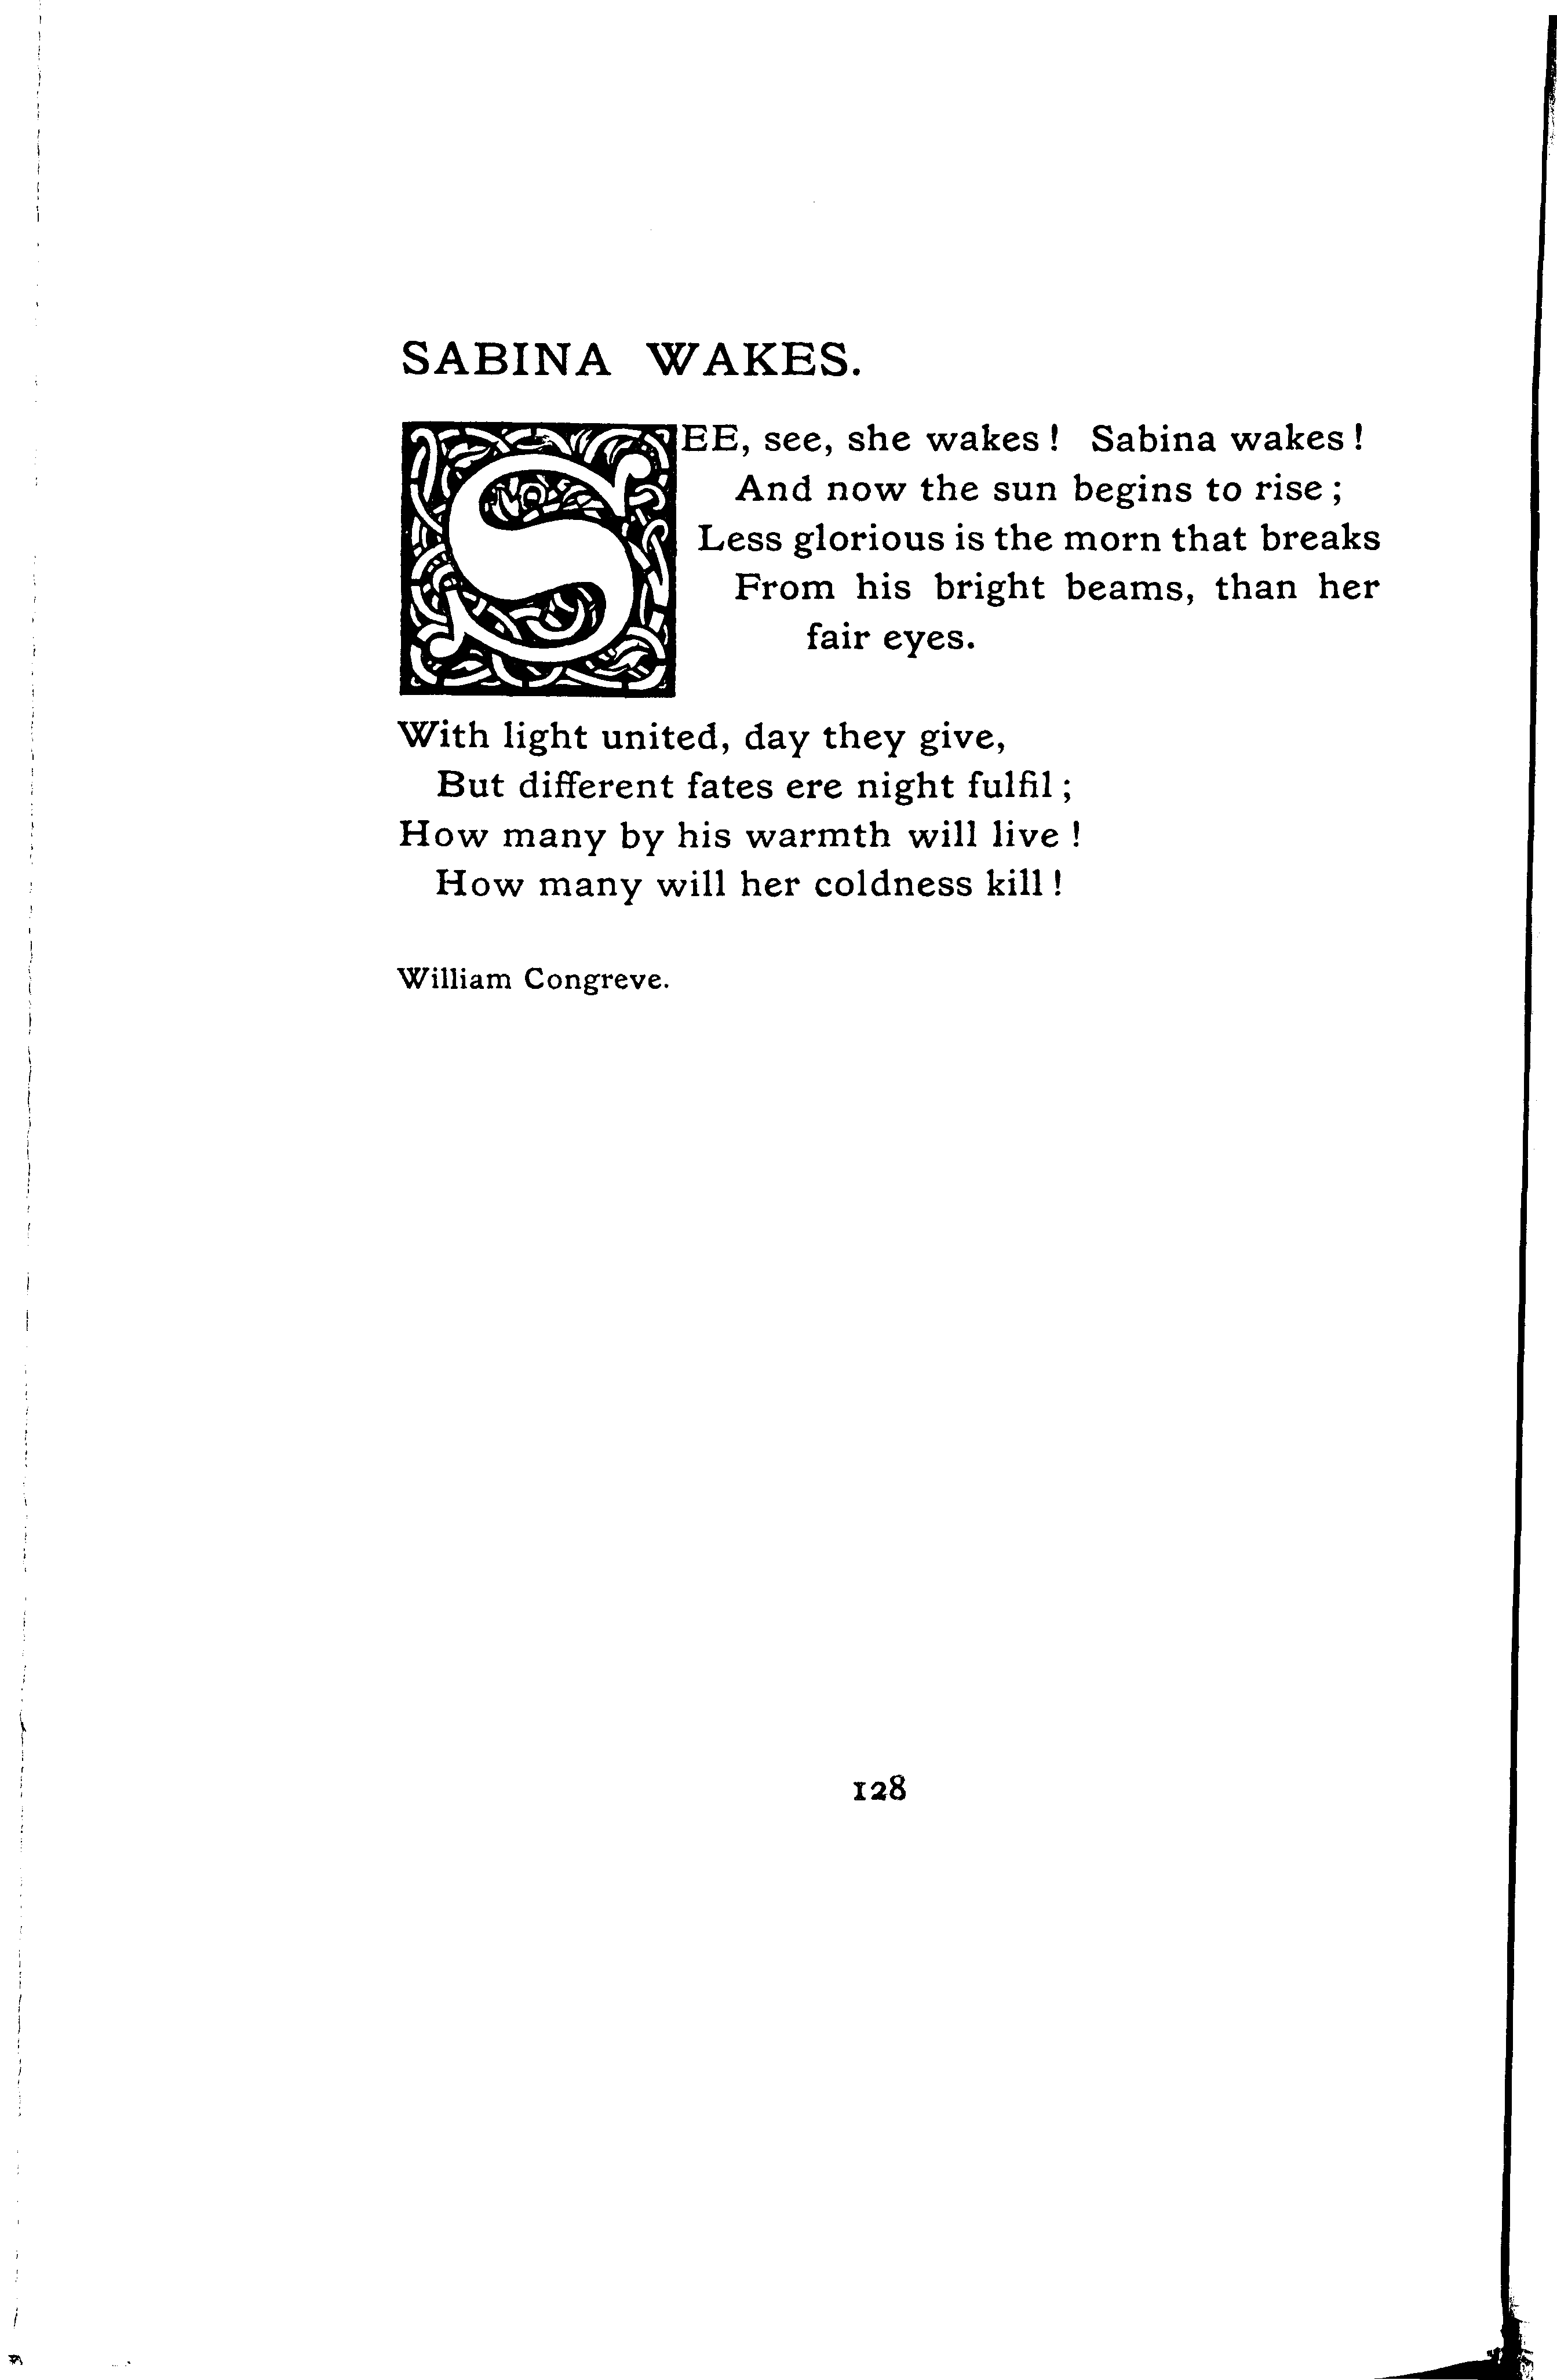 SABINA WAKES.
SEE, see, she wakes! Sabina wakes!
And now the sun begins to rise;
Less glorious is the morn that breaks
From his bright beams, than her
fair eyes.
With light united, day they give,
But different fates ere night fulfil;
How many by his warmth will live!
How many will her coldness kill!
William Congreve.
128